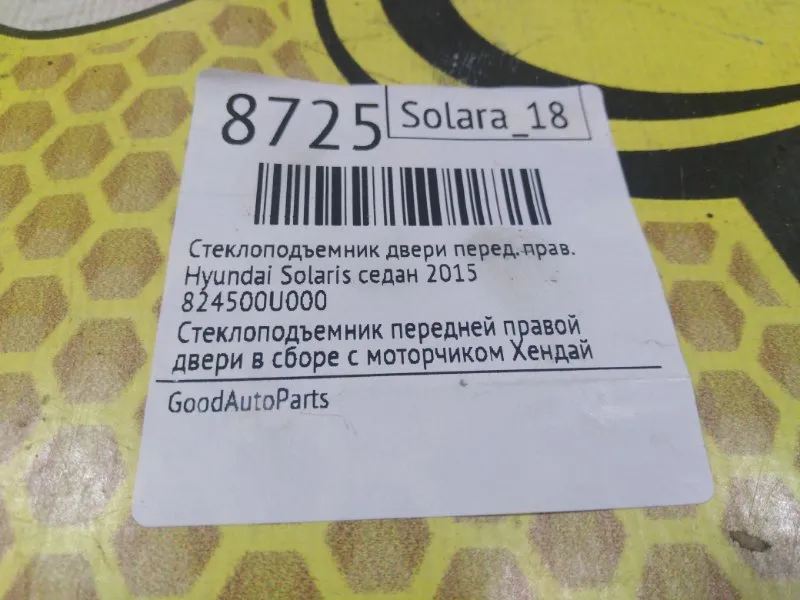 8725
Solara_18
Стеклоподъемник двери перед. прав.
Hyundai Solaris седан 2015
824500U000
Стеклоподъемник передней правой
двери в сборе с моторчиком Хендай
GoodAutoParts